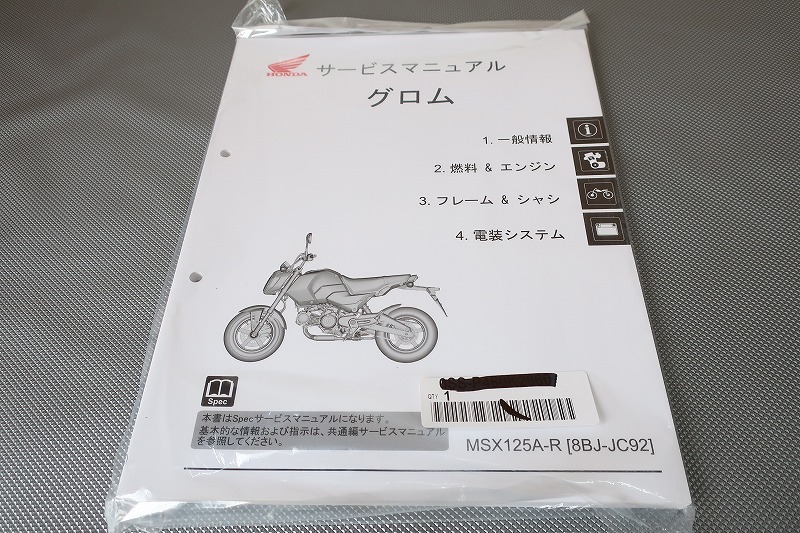 HONDA
サービスマニュアル
グロム
1. 一般情報
2. 燃料 & エンジン
3. フレーム & シャシ
4. 電装システム
Spec
本書はSpecサービスマニュアルになります。
基本的な情報および指示は、共通編サービスマニュアル
を参照してください。
QTY 1
MSX125A-R [8BJ-JC92]